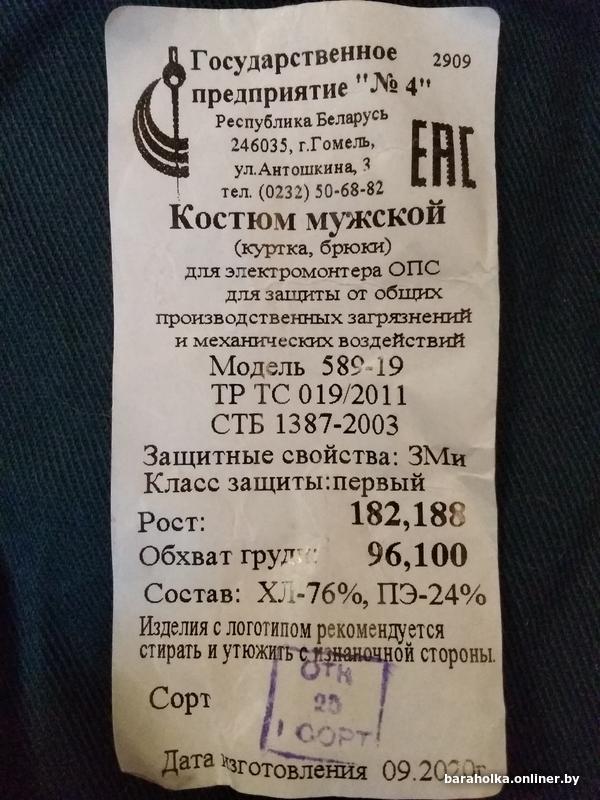 Государственное 2909
предприятие "№ 4"
Республика Беларусь
246035, г.Гомель,
ул.Антошкина, 3
тел. (0232) 50-68-82
EAC
Костюм мужской
(куртка, брюки)
для электромонтера ОПС
для защиты от общих
производственных загрязнений
и механических воздействий
Модель 589-19
ТР ТС 019/2011
СТБ 1387-2003
Защитные свойства: ЗМи
Класс защиты:первый
Рост: 182,188
Обхват груди: 96,100
Состав: ХЛ-76%, ПЭ-24%
Изделия с логотипом рекомендуется
стирать и утюжить с изнаночной стороны.
ОТК
Сорт
1 СОРТ
Дата изготовления 09.2020г.
baraholka.onliner.by